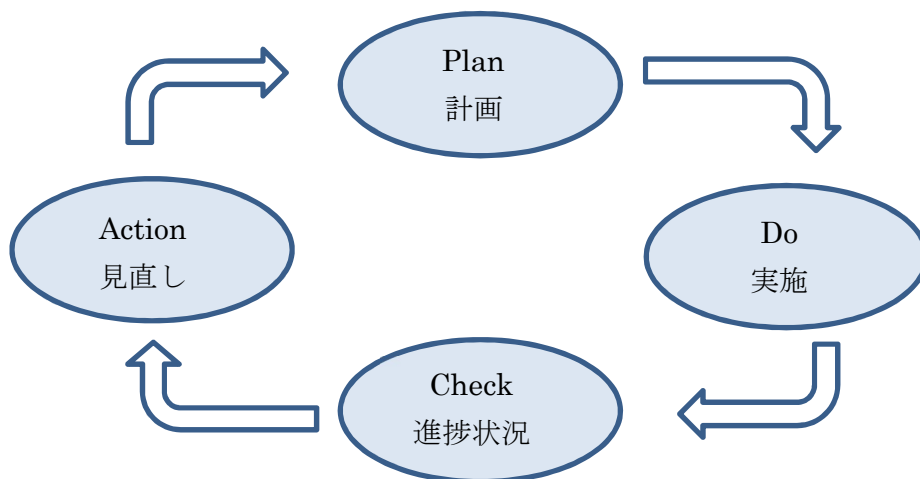 Plan
計画
Do
実施
Check
進捗状況
Action
見直し